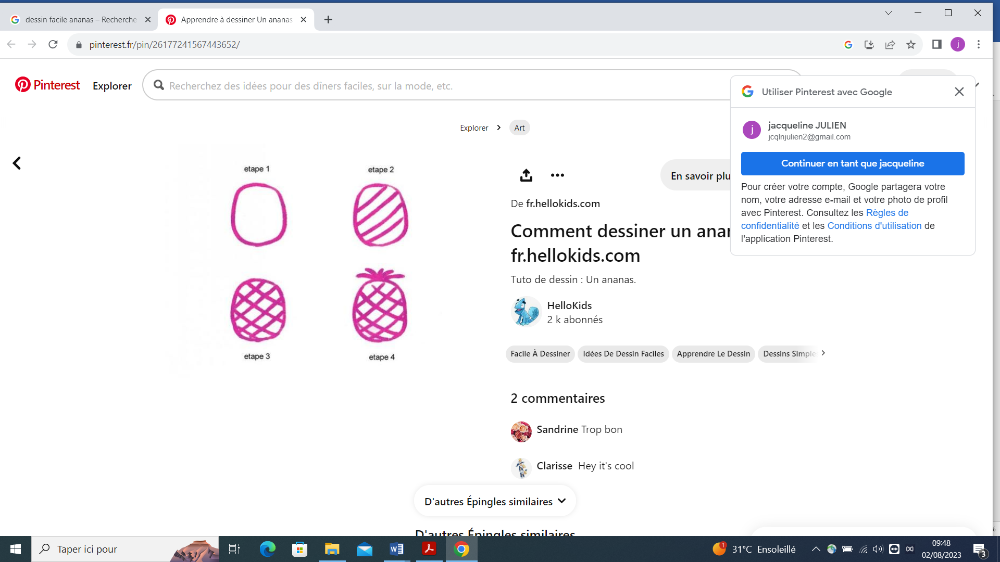 dessin facile ananas – Recherche
Apprendre à dessiner Un ananas
pinterest.fr/pin/26177241567443652/
Pinterest
Explorer
Recherchez des idées pour des dîners faciles, sur la mode, etc.
Utiliser Pinterest avec Google
jacqueline JULIEN
jcqlnjulien2@gmail.com
Continuer en tant que jacqueline
Pour créer votre compte, Google partagera votre
nom, votre adresse e-mail et votre photo de profil
avec Pinterest. Consultez les Règles de
confidentialité et les Conditions d'utilisation de
l'application Pinterest.
Explorer
Art
etape 1
etape 2
etape 3
etape 4
En savoir plu
De fr.hellokids.com
Comment dessiner un anan
fr.hellokids.com
Tuto de dessin : Un ananas.
HelloKids
2 k abonnés
Facile À Dessiner
Idées De Dessin Faciles
Apprendre Le Dessin
Dessins Simples
2 commentaires
Sandrine Trop bon
Clarisse Hey it's cool
D'autres Épingles similaires
D'autres Épingles similaires
Taper ici pour
1
31°C Ensoleillé
09:48
02/08/2023
3